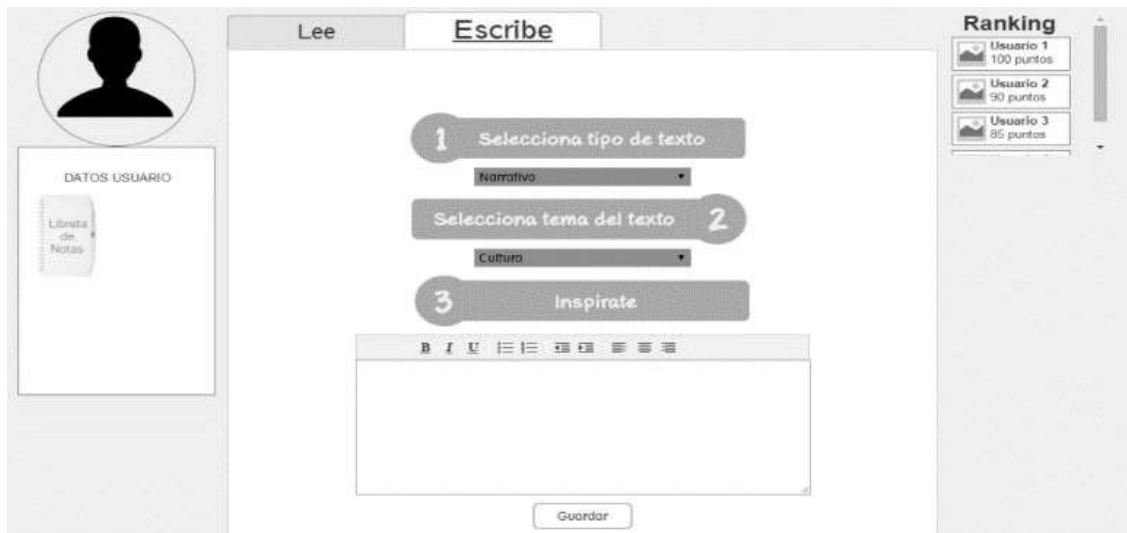 Lee
Escribe
Ranking
Usuario 1
100 puntos
Usuario 2
90 puntos
Usuario 3
85 puntos
DATOS USUARIO
Libreta
de
Notas
1 Selecciona tipo de texto
Narrativo
Selecciona tema del texto 2
Cultura
3 Inspirate
B I U
Guardar